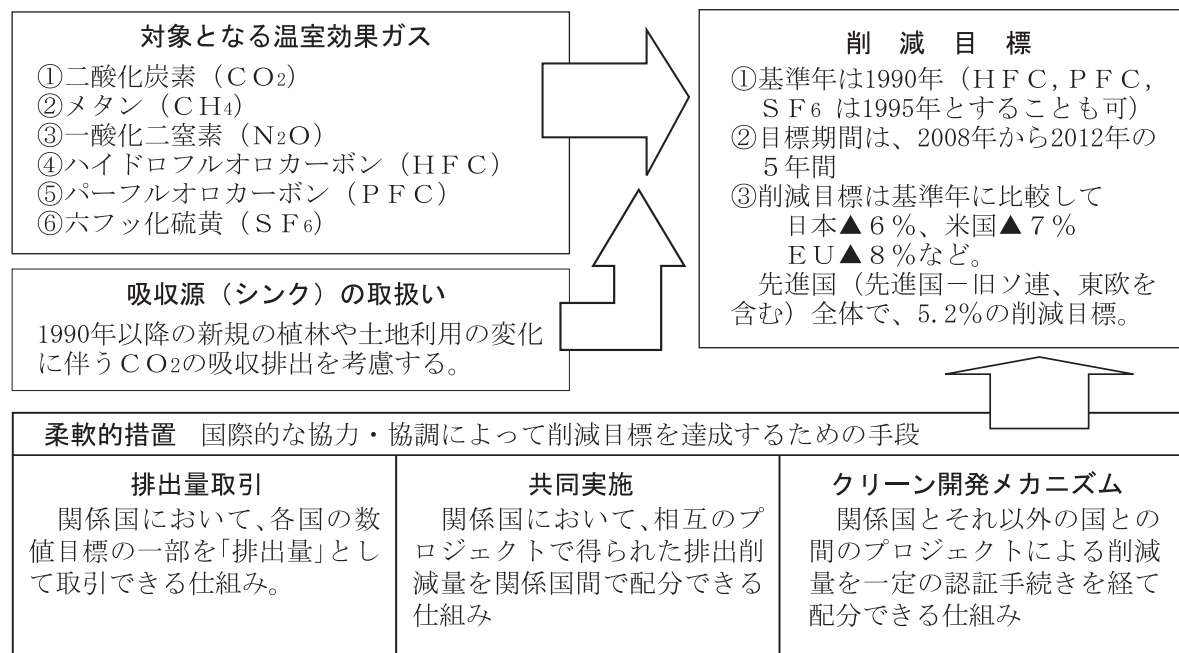 対象となる温室効果ガス
①二酸化炭素（ＣＯ₂）
②メタン（ＣＨ₄）
③一酸化二窒素（Ｎ₂Ｏ）
④ハイドロフルオロカーボン（ＨＦＣ）
⑤パーフルオロカーボン（ＰＦＣ）
⑥六フッ化硫黄（ＳＦ₆）
吸収源（シンク）の取扱い
1990年以降の新規の植林や土地利用の変化
に伴うＣＯ₂の吸収排出を考慮する。
削　減　目　標
①基準年は1990年（ＨＦＣ，ＰＦＣ，
ＳＦ₆ は1995年とすることも可）
②目標期間は、2008年から2012年の
５年間
③削減目標は基準年に比較して
日本▲６％、米国▲７％
ＥＵ▲８％など。
先進国（先進国－旧ソ連、東欧を
含む）全体で、5.2％の削減目標。
柔軟的措置　国際的な協力・協調によって削減目標を達成するための手段
排出量取引
関係国において、各国の数
値目標の一部を「排出量」とし
て取引できる仕組み。
共同実施
関係国において、相互のプ
ロジェクトで得られた排出削
減量を関係国間で配分できる
仕組み
クリーン開発メカニズム
関係国とそれ以外の国との
間のプロジェクトによる削減
量を一定の認証手続きを経て
配分できる仕組み